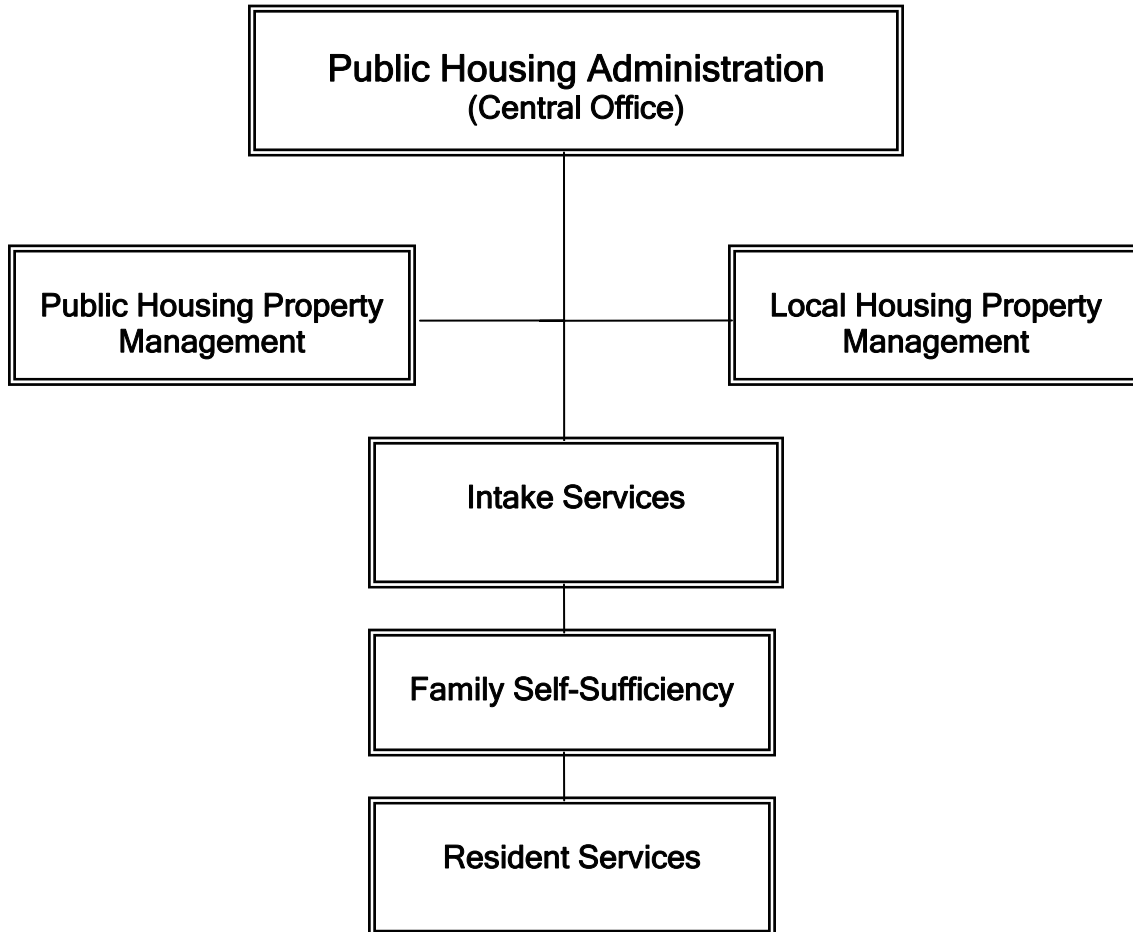 Public Housing Administration
(Central Office)
Public Housing Property
Management
Local Housing Property
Management
Intake Services
Family Self-Sufficiency
Resident Services